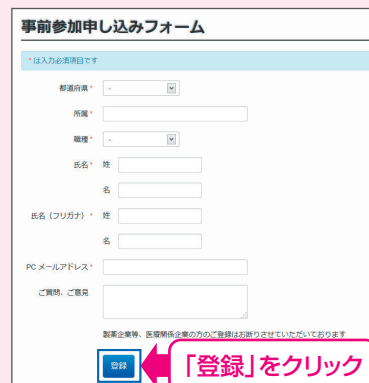 事前参加申し込みフォーム
* は入力必須項目です
都道府県 * -
所属 *
職種 * -
氏名 * 姓
名
氏名（フリガナ） * 姓
名
PC メールアドレス *
ご質問、ご意見
製薬企業等、医療関係企業の方のご登録はお断りさせていただいております
登録
「登録」をクリック